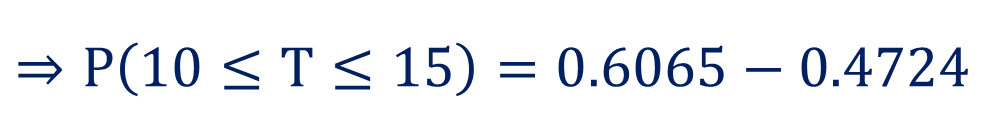 ⇒ P(10 ≤ T ≤ 15) = 0.6065 − 0.4724